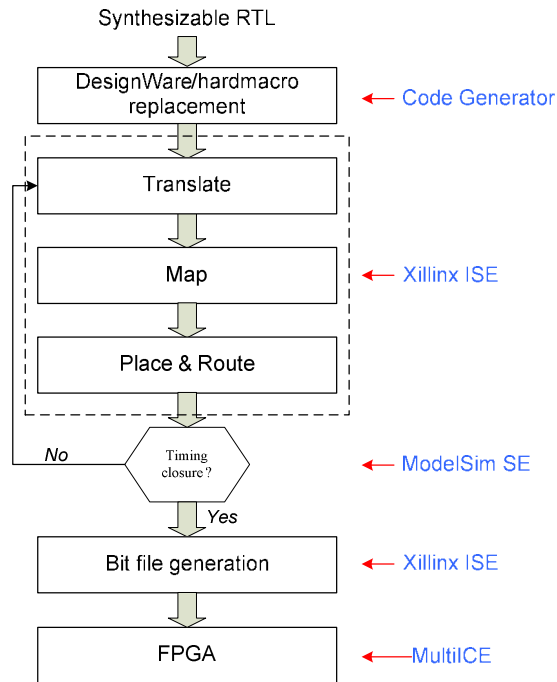 Synthesizable RTL
DesignWare/hardmacro
replacement
Code Generator
Translate
Map
Xillinx ISE
Place & Route
No
Timing
closure?
ModelSim SE
Yes
Bit file generation
Xillinx ISE
FPGA
MultiICE